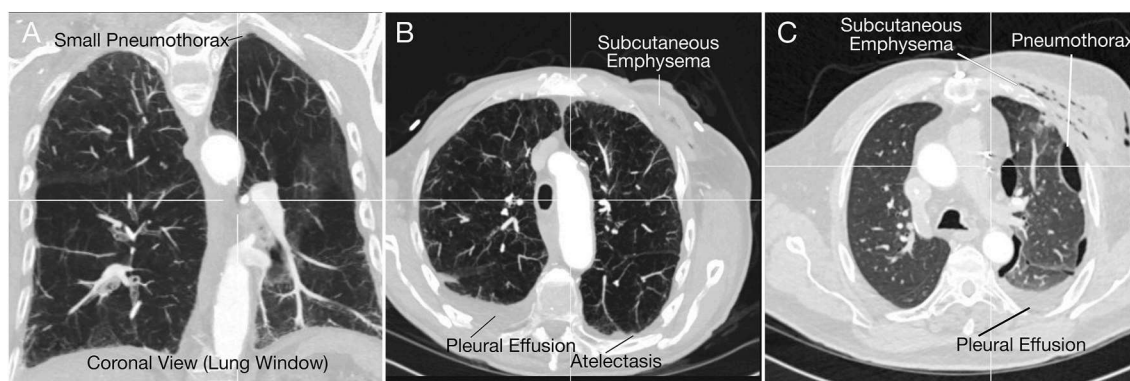 A
Small Pneumothorax
Coronal View (Lung Window)
B
Subcutaneous
Emphysema
Pleural Effusion
Atelectasis
C
Subcutaneous
Emphysema
Pneumothorax
Pleural Effusion